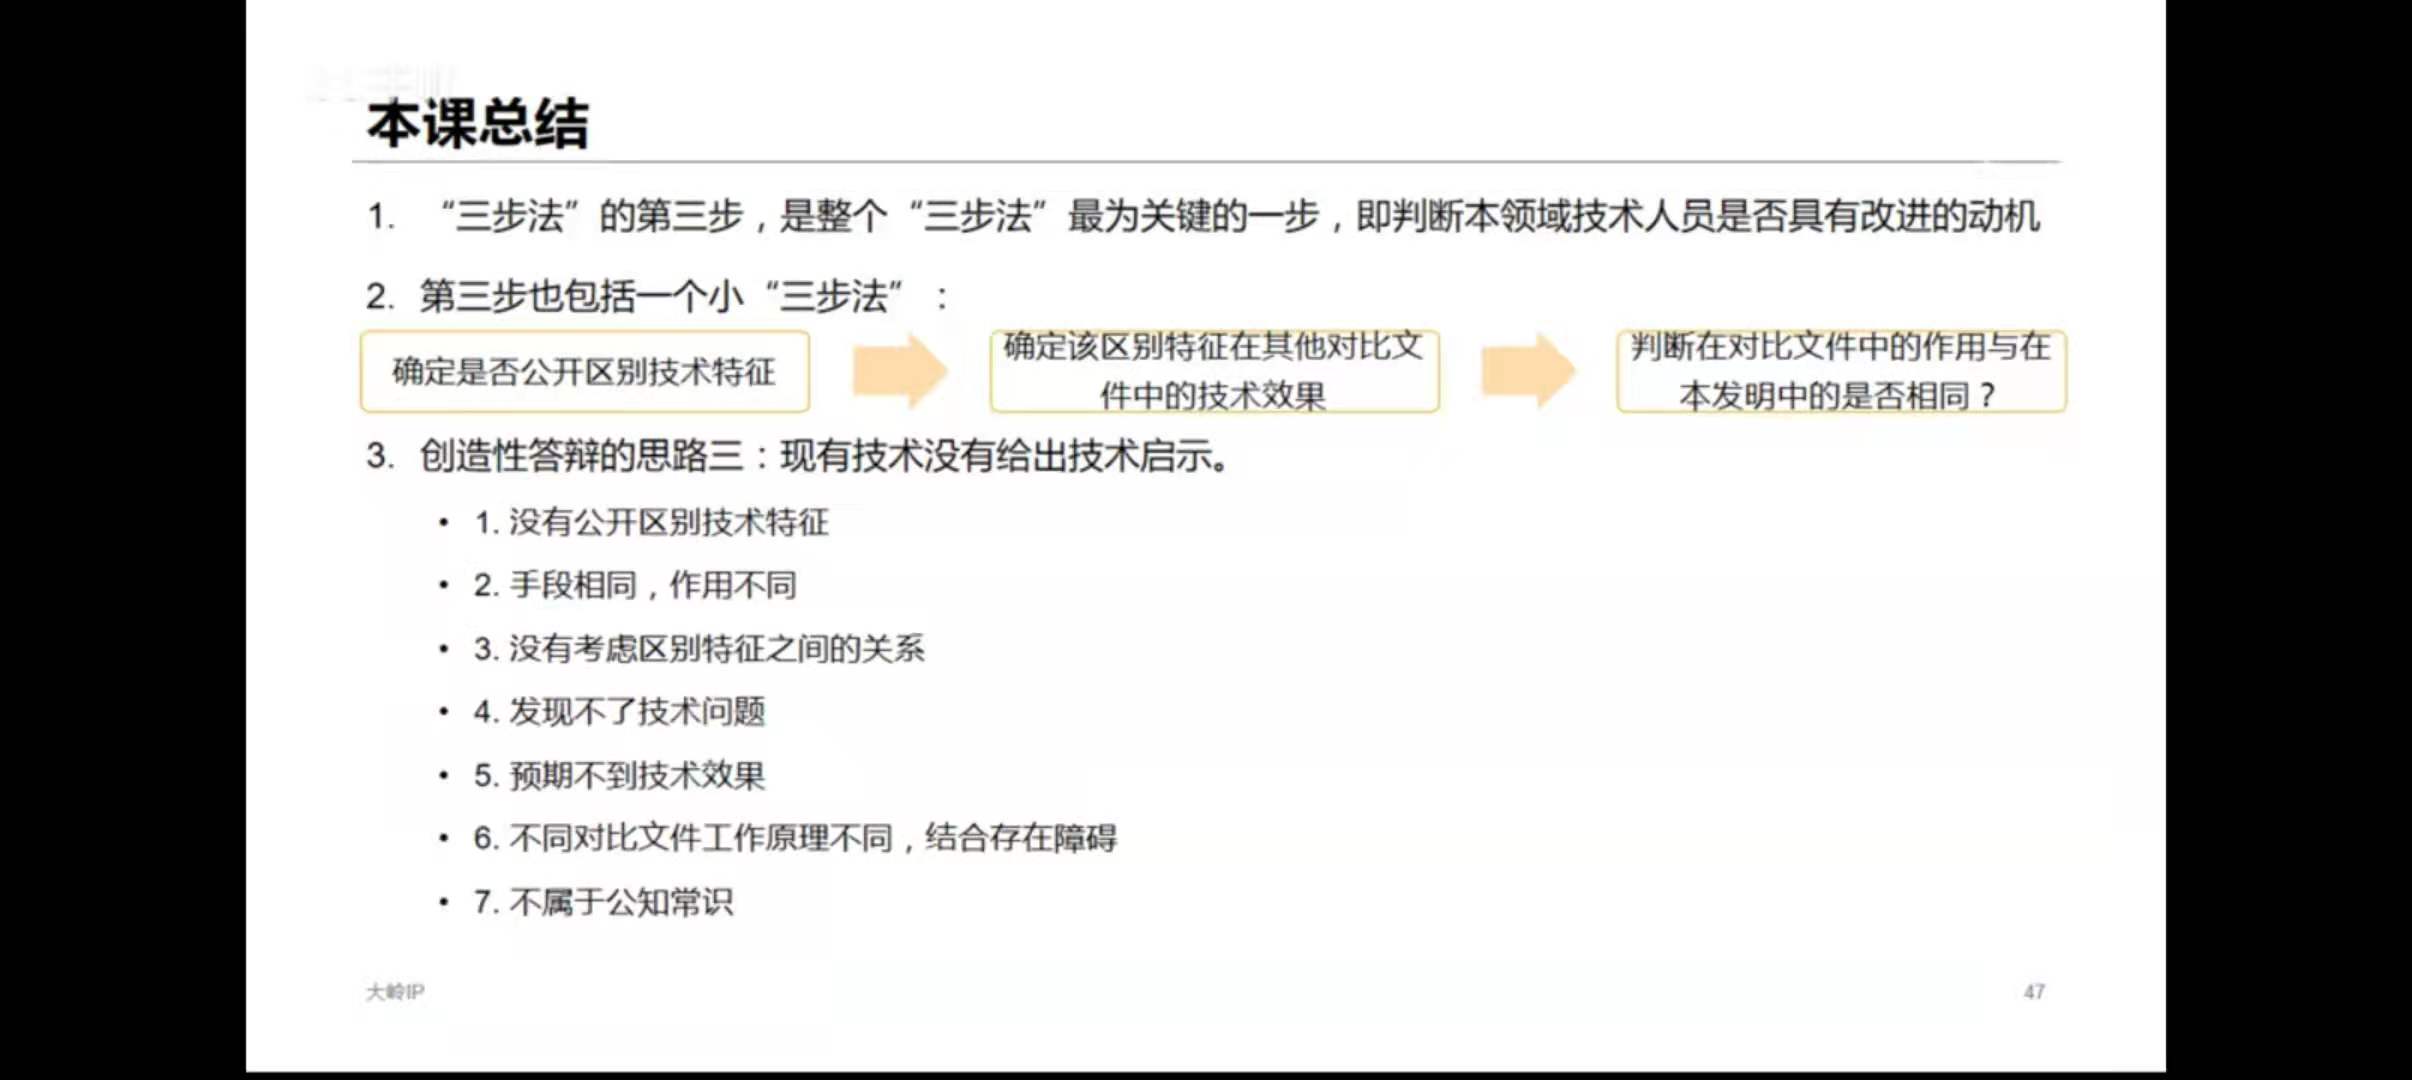 本课总结
1. “三步法”的第三步，是整个“三步法”最为关键的一步，即判断本领域技术人员是否具有改进的动机
2. 第三步也包括一个小“三步法”：
确定是否公开区别技术特征
确定该区别特征在其他对比文
件中的技术效果
判断在对比文件中的作用与在
本发明中的是否相同？
3. 创造性答辩的思路三：现有技术没有给出技术启示。
• 1. 没有公开区别技术特征
• 2. 手段相同，作用不同
• 3. 没有考虑区别特征之间的关系
• 4. 发现不了技术问题
• 5. 预期不到技术效果
• 6. 不同对比文件工作原理不同，结合存在障碍
• 7. 不属于公知常识
大岭IP
47